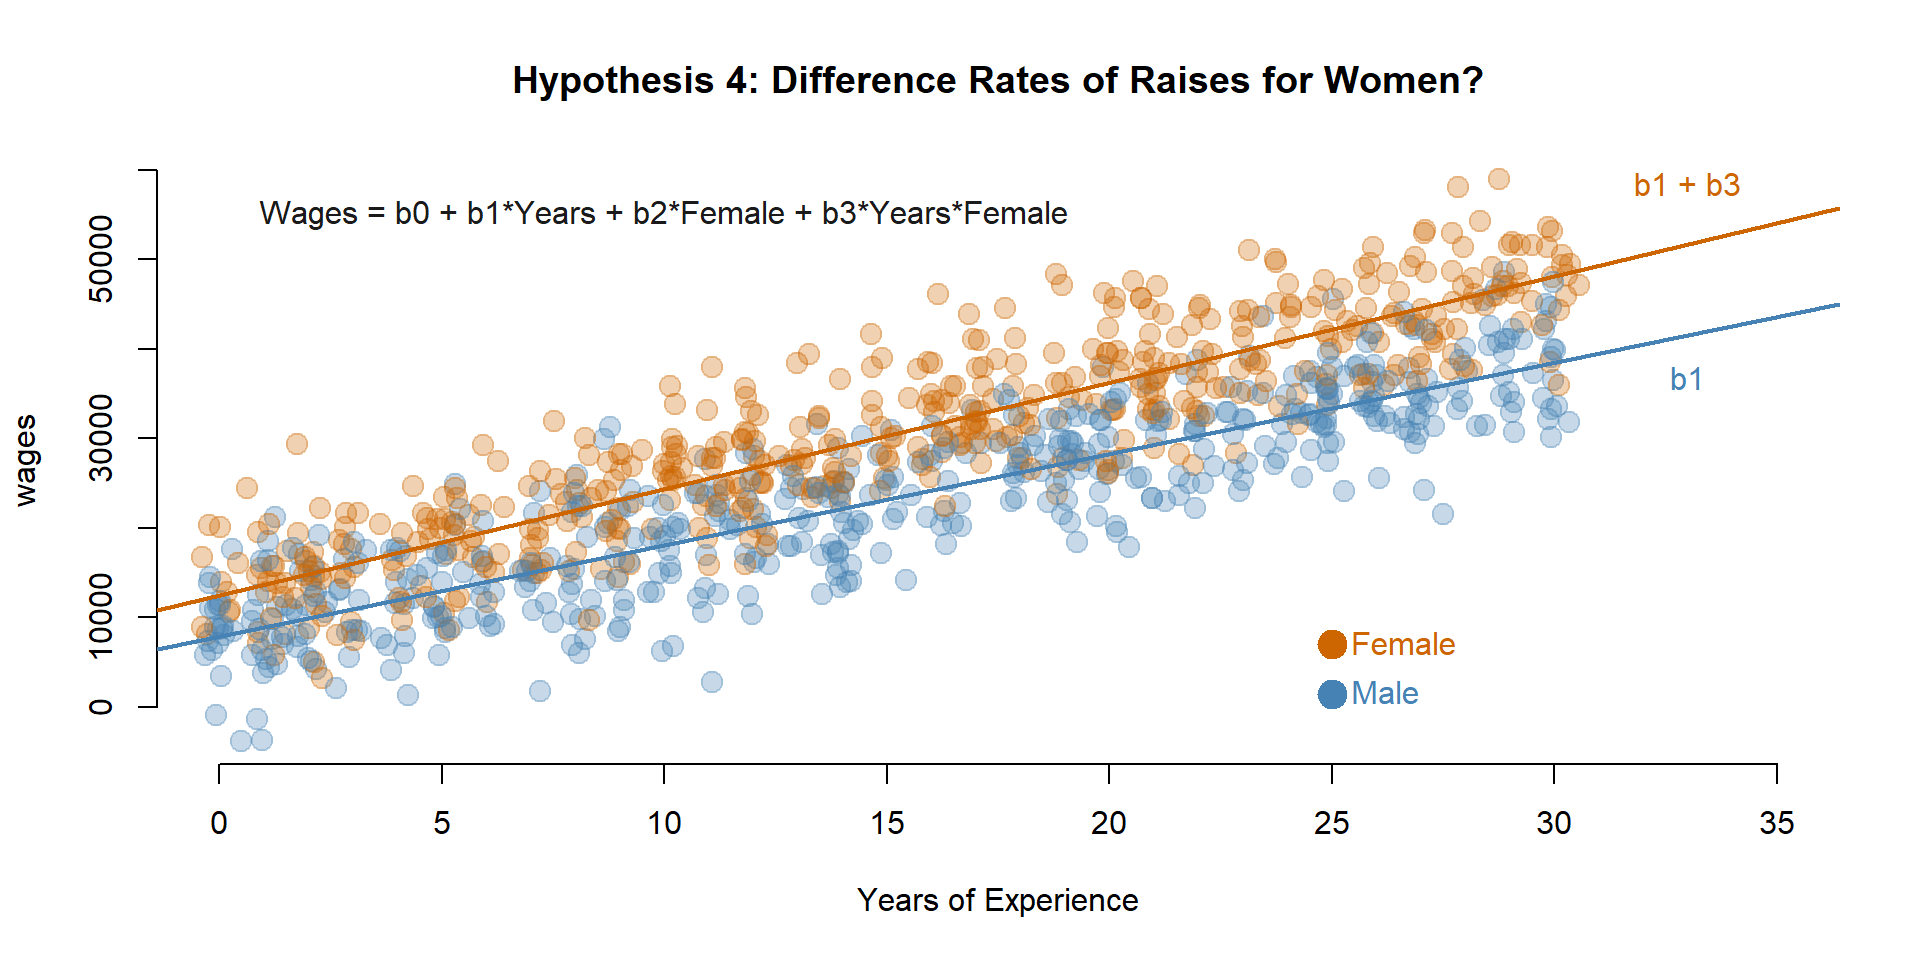 Hypothesis 4: Difference Rates of Raises for Women?
Wages = b0 + b1*Years + b2*Female + b3*Years*Female
b1 + b3
b1
50000
30000
10000
0
wages
Female
Male
0 5 10 15 20 25 30 35
Years of Experience